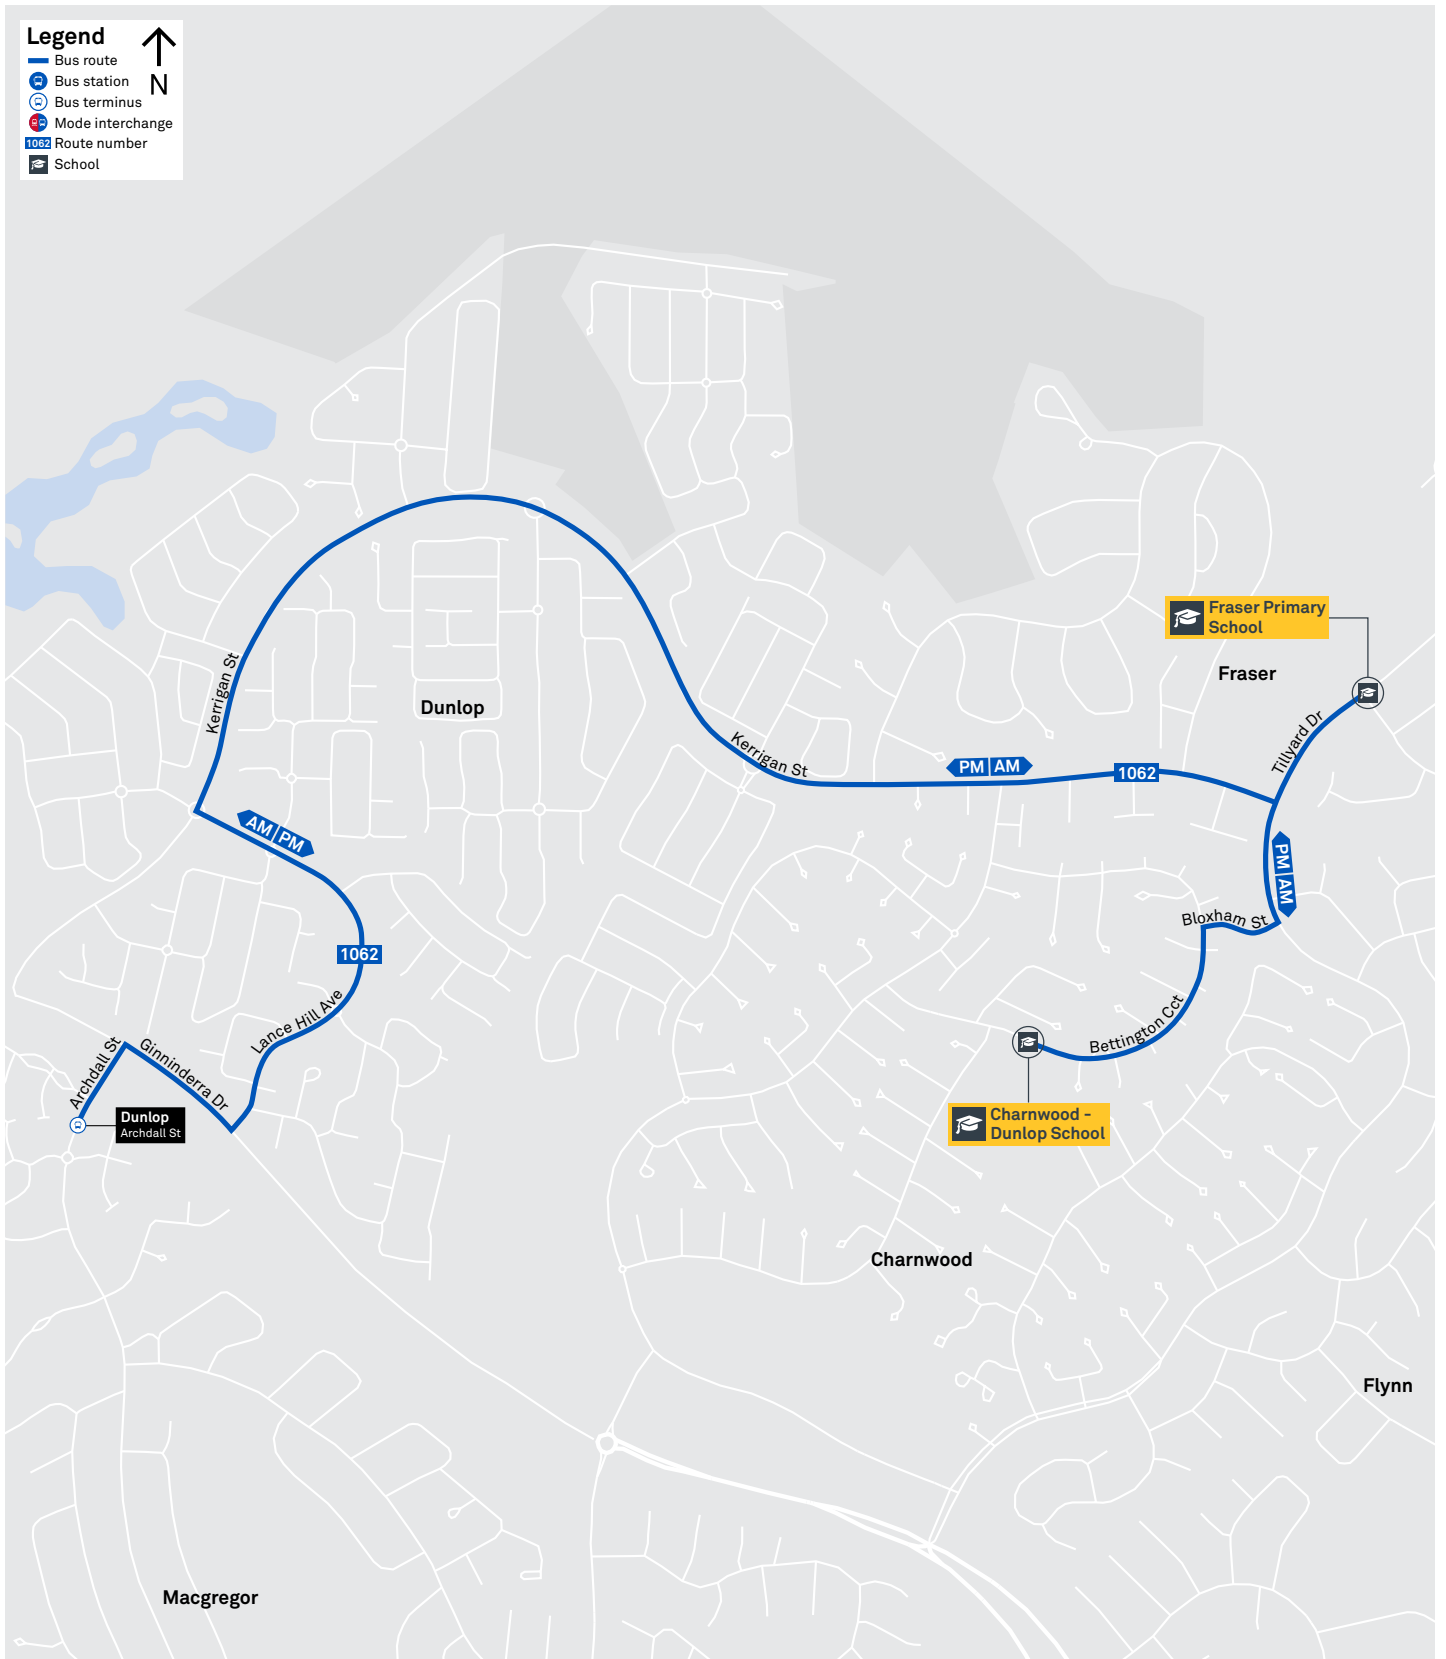 Legend
N
Bus route
Bus station
Bus terminus
Mode interchange
1062 Route number
School
Fraser Primary
School
Fraser
Kerrigan St
Dunlop
Tillyard Dr
Kerrigan St
PM AM
1062
AM PM
PM AM
Bloxham St
1062
Lance Hill Ave
Bettington Cct
Archdall St
Ginninderra Dr
Dunlop
Archdall St
Charnwood -
Dunlop School
Charnwood
Flynn
Macgregor